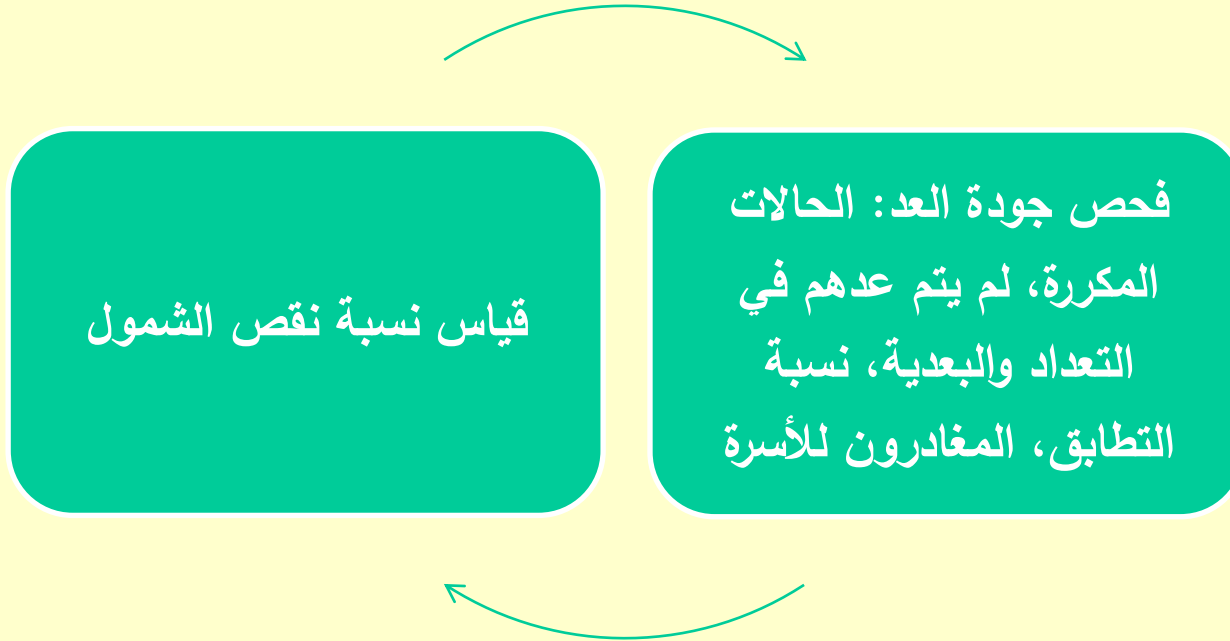 فحص جودة العد: الحالات
المكررة، لم يتم عدهم في
التعداد والبعدية، نسبة
التطابق، المغادرون للأسرة
قياس نسبة نقص الشمول